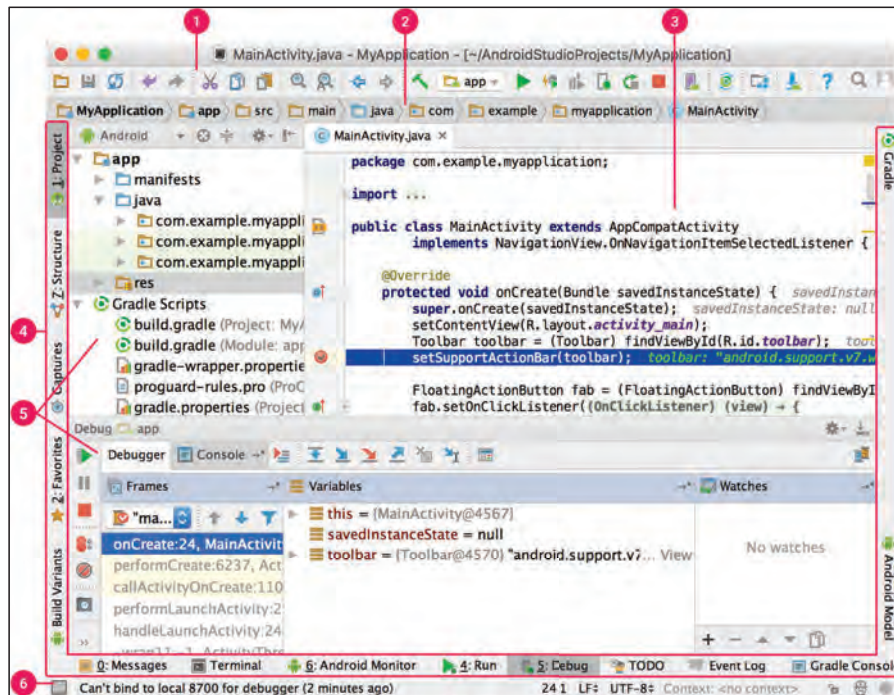 1
2
3
MainActivity.java - MyApplication - [~/AndroidStudioProjects/MyApplication]
app
MyApplication app src main java com example myapplication MainActivity
1: Project
Android
MainActivity.java ×
Gradle
app
manifests
java
com.example.myappli
com.example.myappli
com.example.myappli
res
Gradle Scripts
build.gradle (Project: MyA
build.gradle (Module: app
gradle-wrapper.propertie
proguard-rules.pro (ProG
gradle.properties (Project
package com.example.myapplication;
import ...
public class MainActivity extends AppCompatActivity
implements NavigationView.OnNavigationItemSelectedListener {
@Override
protected void onCreate(Bundle savedInstanceState) { savedInstan
super.onCreate(savedInstanceState); savedInstanceState: null
setContentView(R.layout.activity_main);
Toolbar toolbar = (Toolbar) findViewById(R.id.toolbar); tool
setSupportActionBar(toolbar); toolbar: "android.support.v7.w
FloatingActionButton fab = (FloatingActionButton) findViewByI
fab.setOnClickListener((OnClickListener) (view) → {
Z: Structure
4
Captures
5
2: Favorites
Build Variants
Debug app
Debugger Console
Frames Variables Watches
"ma...
onCreate:24, MainActivit
performCreate:6237, Act
callActivityOnCreate:110
performLaunchActivity:2
handleLaunchActivity:24
-wrap11:-1, ActivityThre
this = {MainActivity@4567}
savedInstanceState = null
toolbar = {Toolbar@4570} "android.support.v7... View
No watches
Android Model
0: Messages Terminal 6: Android Monitor 4: Run 5: Debug TODO Event Log Gradle Consol
6
Can't bind to local 8700 for debugger (2 minutes ago) 24:1 LF÷ UTF-8÷ Context: <no context>